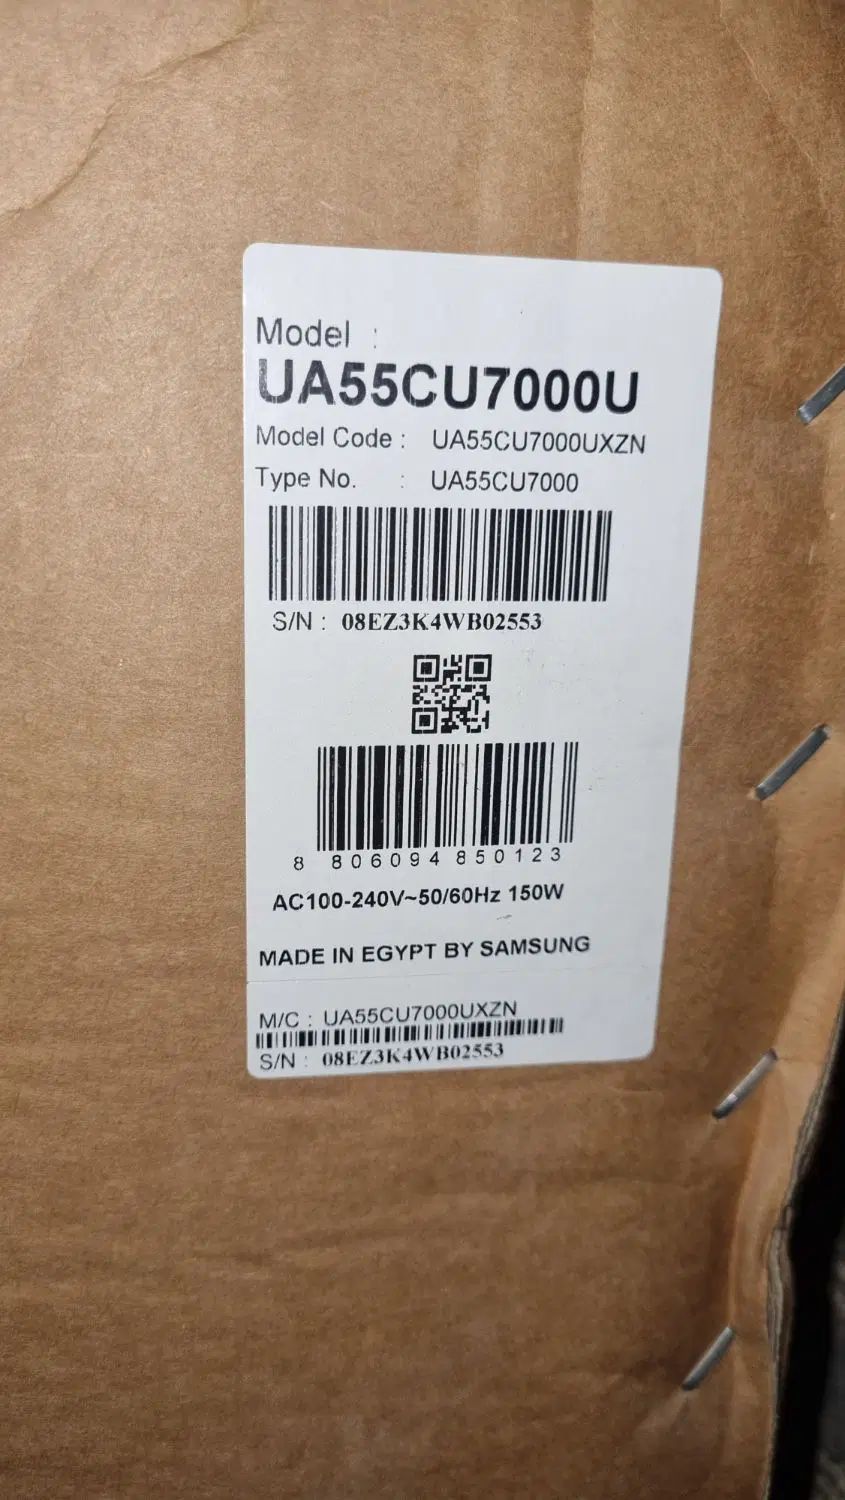 Model :
UA55CU7000U
Model Code : UA55CU7000UXZN
Type No. : UA55CU7000
S/N : 08EZ3K4WB02553
8 806094 850123
AC100-240V~50/60Hz 150W
MADE IN EGYPT BY SAMSUNG
M/C : UA55CU7000UXZN
S/N : 08EZ3K4WB02553